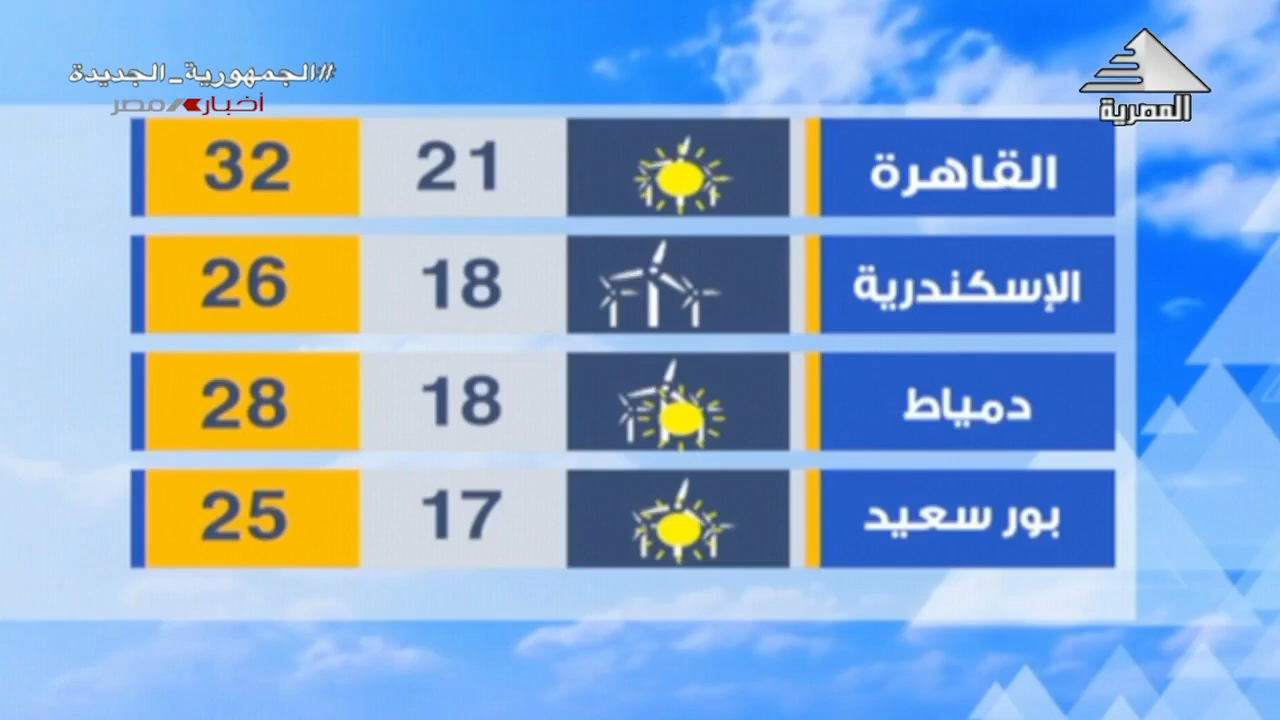 #الجمهورية_الجديدة
أخبار مصر
المصرية
القاهرة 21 32
الإسكندرية 18 26
دمياط 18 28
بور سعيد 17 25